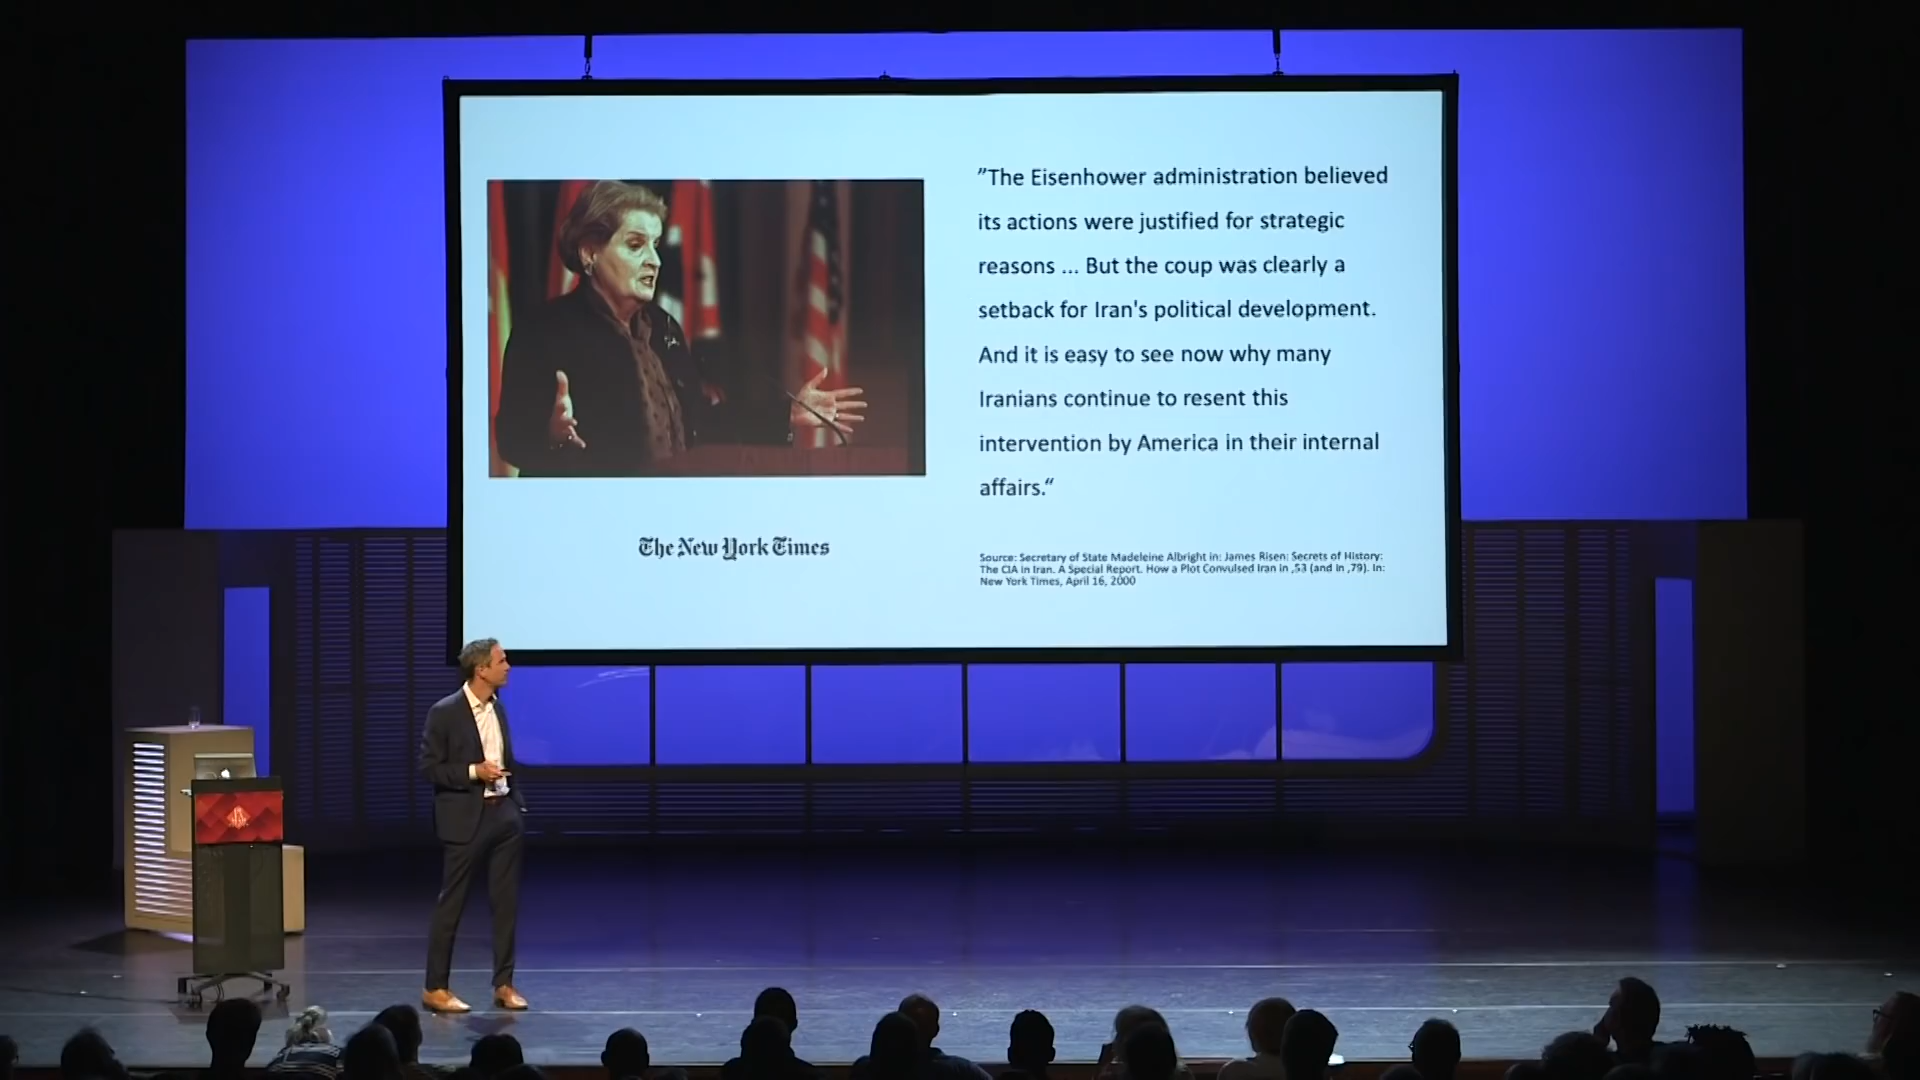 ”The Eisenhower administration believed
its actions were justified for strategic
reasons ... But the coup was clearly a
setback for Iran's political development.
And it is easy to see now why many
Iranians continue to resent this
intervention by America in their internal
affairs.“
The New York Times
Source: Secretary of State Madeleine Albright in: James Risen: Secrets of History:
The CIA in Iran. A Special Report. How a Plot Convulsed Iran in ‚53 (and in ‚79). In:
New York Times, April 16, 2000